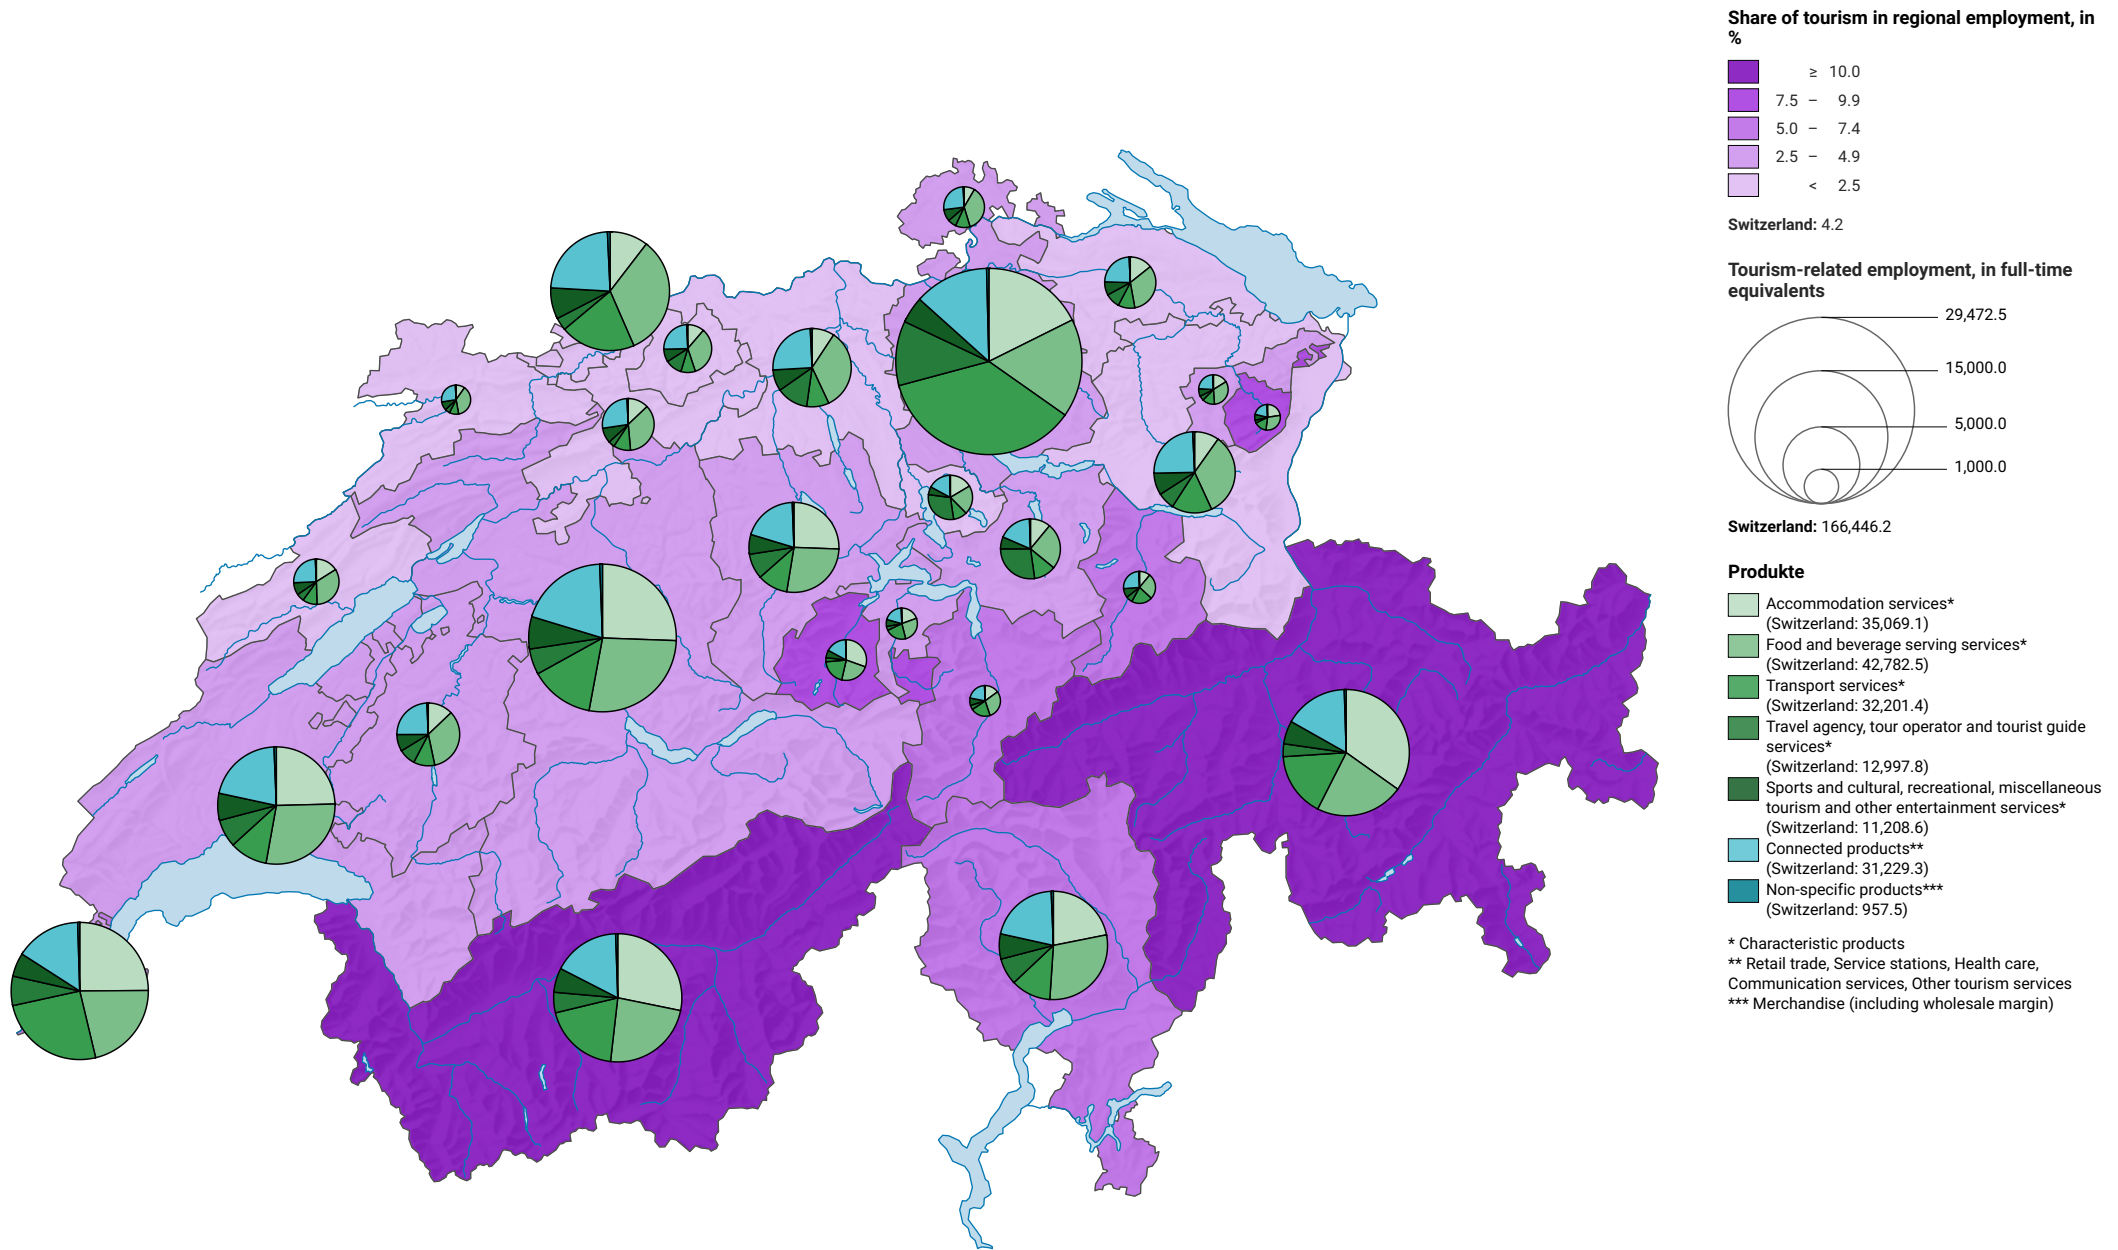 Share of tourism in regional employment, in
%
≥ 10.0
7.5 – 9.9
5.0 – 7.4
2.5 – 4.9
< 2.5
Switzerland: 4.2
Tourism-related employment, in full-time
equivalents
29,472.5
15,000.0
5,000.0
1,000.0
Switzerland: 166,446.2
Produkte
Accommodation services*
(Switzerland: 35,069.1)
Food and beverage serving services*
(Switzerland: 42,782.5)
Transport services*
(Switzerland: 32,201.4)
Travel agency, tour operator and tourist guide
services*
(Switzerland: 12,997.8)
Sports and cultural, recreational, miscellaneous
tourism and other entertainment services*
(Switzerland: 11,208.6)
Connected products**
(Switzerland: 31,229.3)
Non-specific products***
(Switzerland: 957.5)
* Characteristic products
** Retail trade, Service stations, Health care,
Communication services, Other tourism services
*** Merchandise (including wholesale margin)